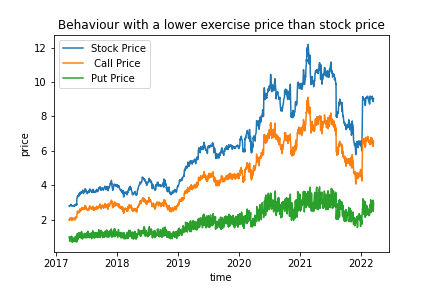 Behaviour with a lower exercise price than stock price
Stock Price
Call Price
Put Price
price
12
10
8
6
4
2
2017
2018
2019
2020
2021
2022
time